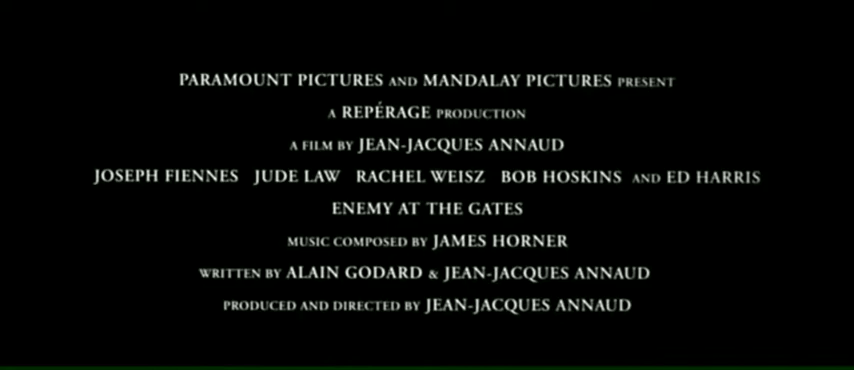 PARAMOUNT PICTURES AND MANDALAY PICTURES PRESENT
A REPÉRAGE PRODUCTION
A FILM BY JEAN-JACQUES ANNAUD
JOSEPH FIENNES JUDE LAW RACHEL WEISZ BOB HOSKINS AND ED HARRIS
ENEMY AT THE GATES
MUSIC COMPOSED BY JAMES HORNER
WRITTEN BY ALAIN GODARD & JEAN-JACQUES ANNAUD
PRODUCED AND DIRECTED BY JEAN-JACQUES ANNAUD